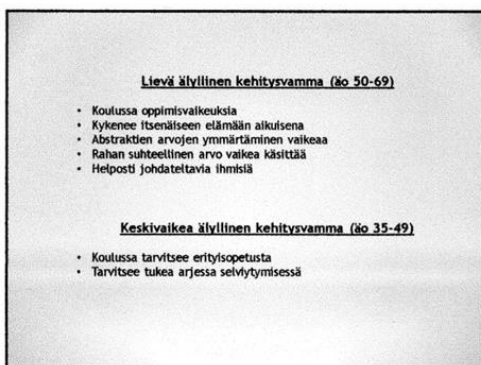 Lievä älyllinen kehitysvamma (äo 50-69)
• Koulussa oppimisvaikeuksia
• Kykenee itsenäiseen elämään aikuisena
• Abstraktien arvojen ymmärtäminen vaikeaa
• Rahan suhteellinen arvo vaikea käsittää
• Helposti johdateltavia ihmisiä
Keskivaikea älyllinen kehitysvamma (äo 35-49)
• Koulussa tarvitsee erityisopetusta
• Tarvitsee tukea arjessa selviytymisessä